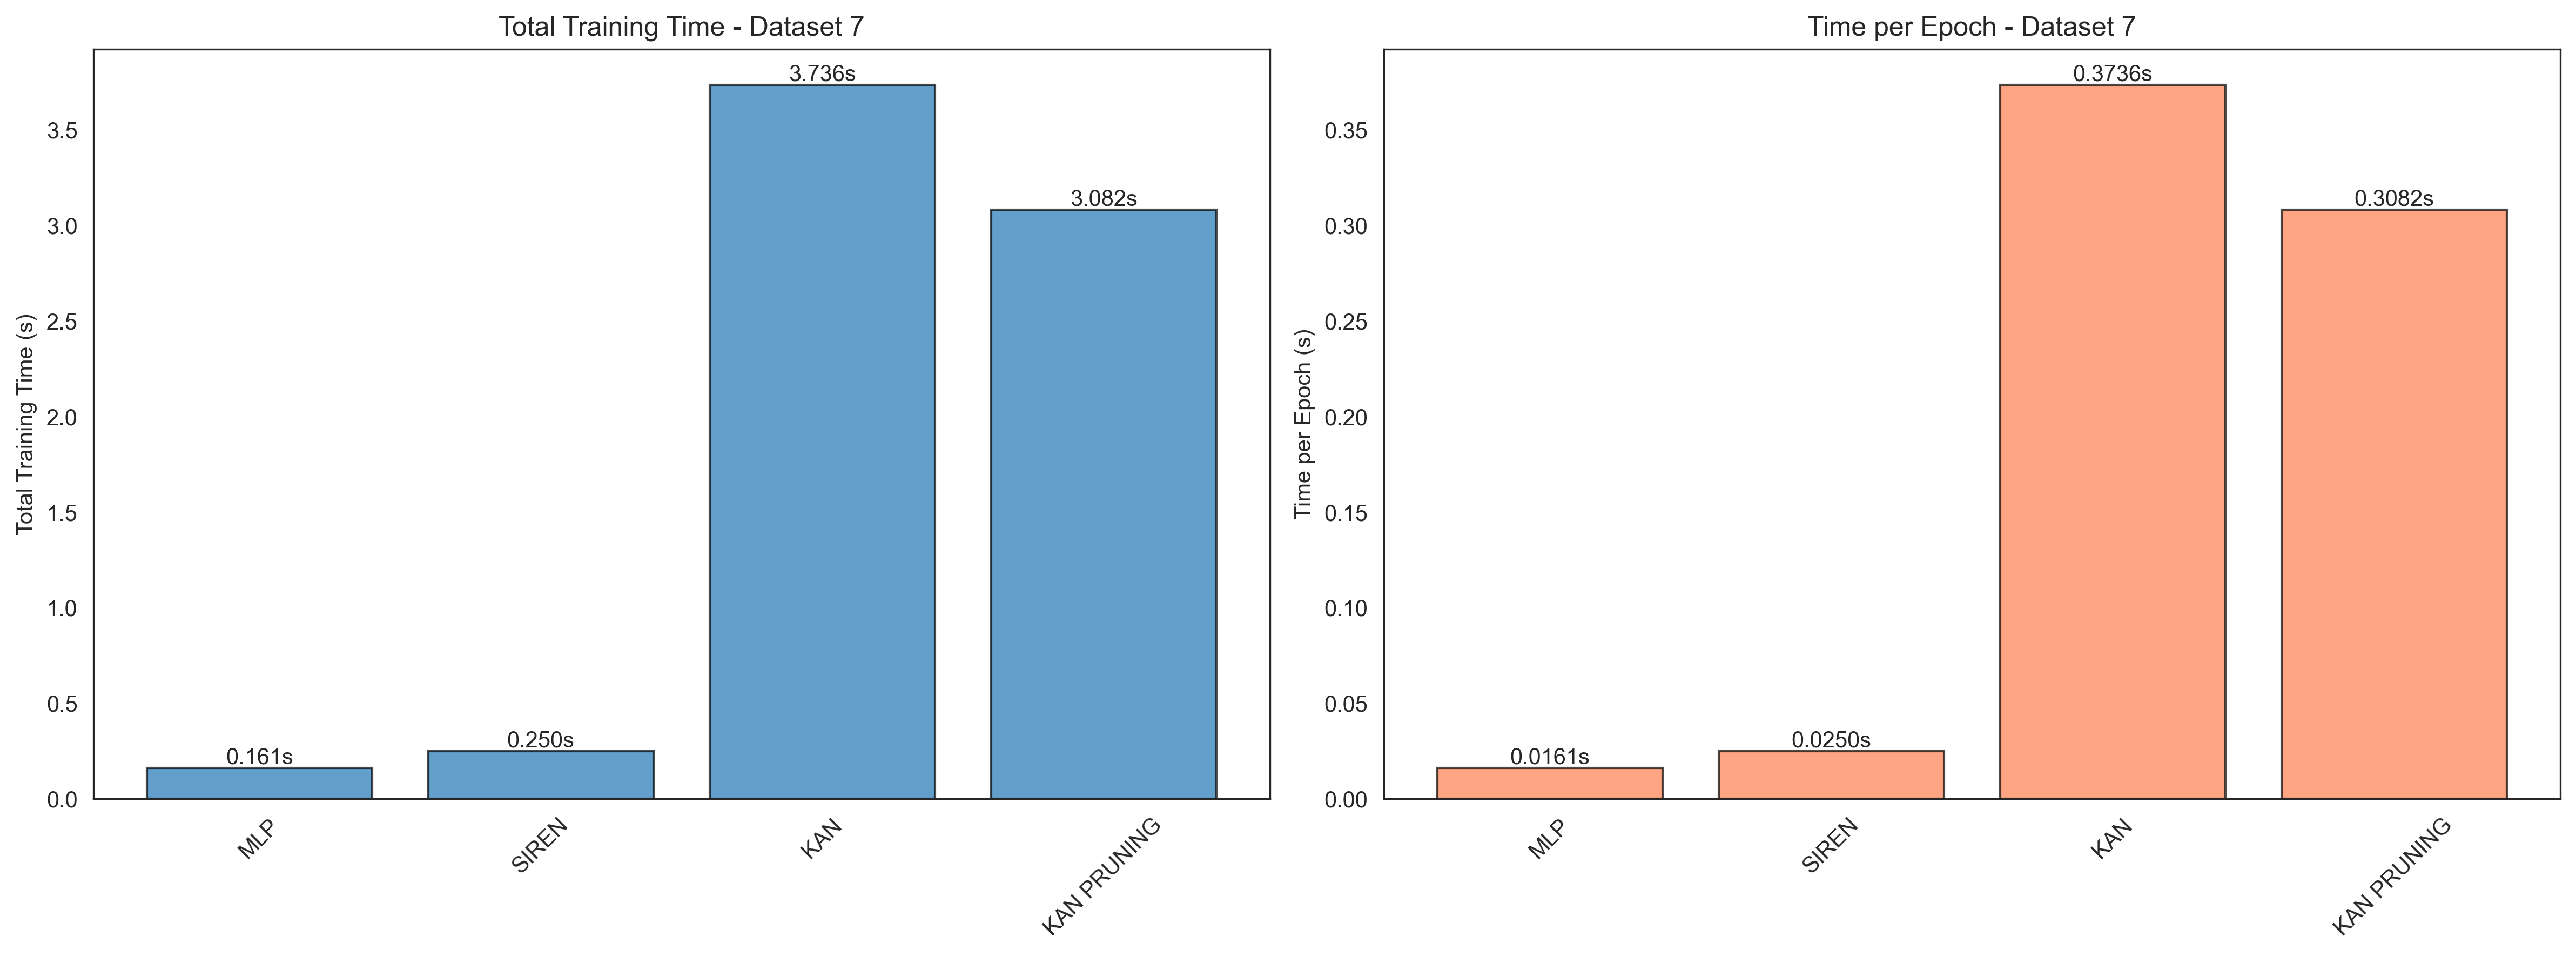 Total Training Time - Dataset 7
Total Training Time (s)
3.5
3.0
2.5
2.0
1.5
1.0
0.5
0.0
0.161s
0.250s
3.736s
3.082s
MLP
SIREN
KAN
KAN PRUNING
Time per Epoch - Dataset 7
Time per Epoch (s)
0.35
0.30
0.25
0.20
0.15
0.10
0.05
0.00
0.0161s
0.0250s
0.3736s
0.3082s
MLP
SIREN
KAN
KAN PRUNING